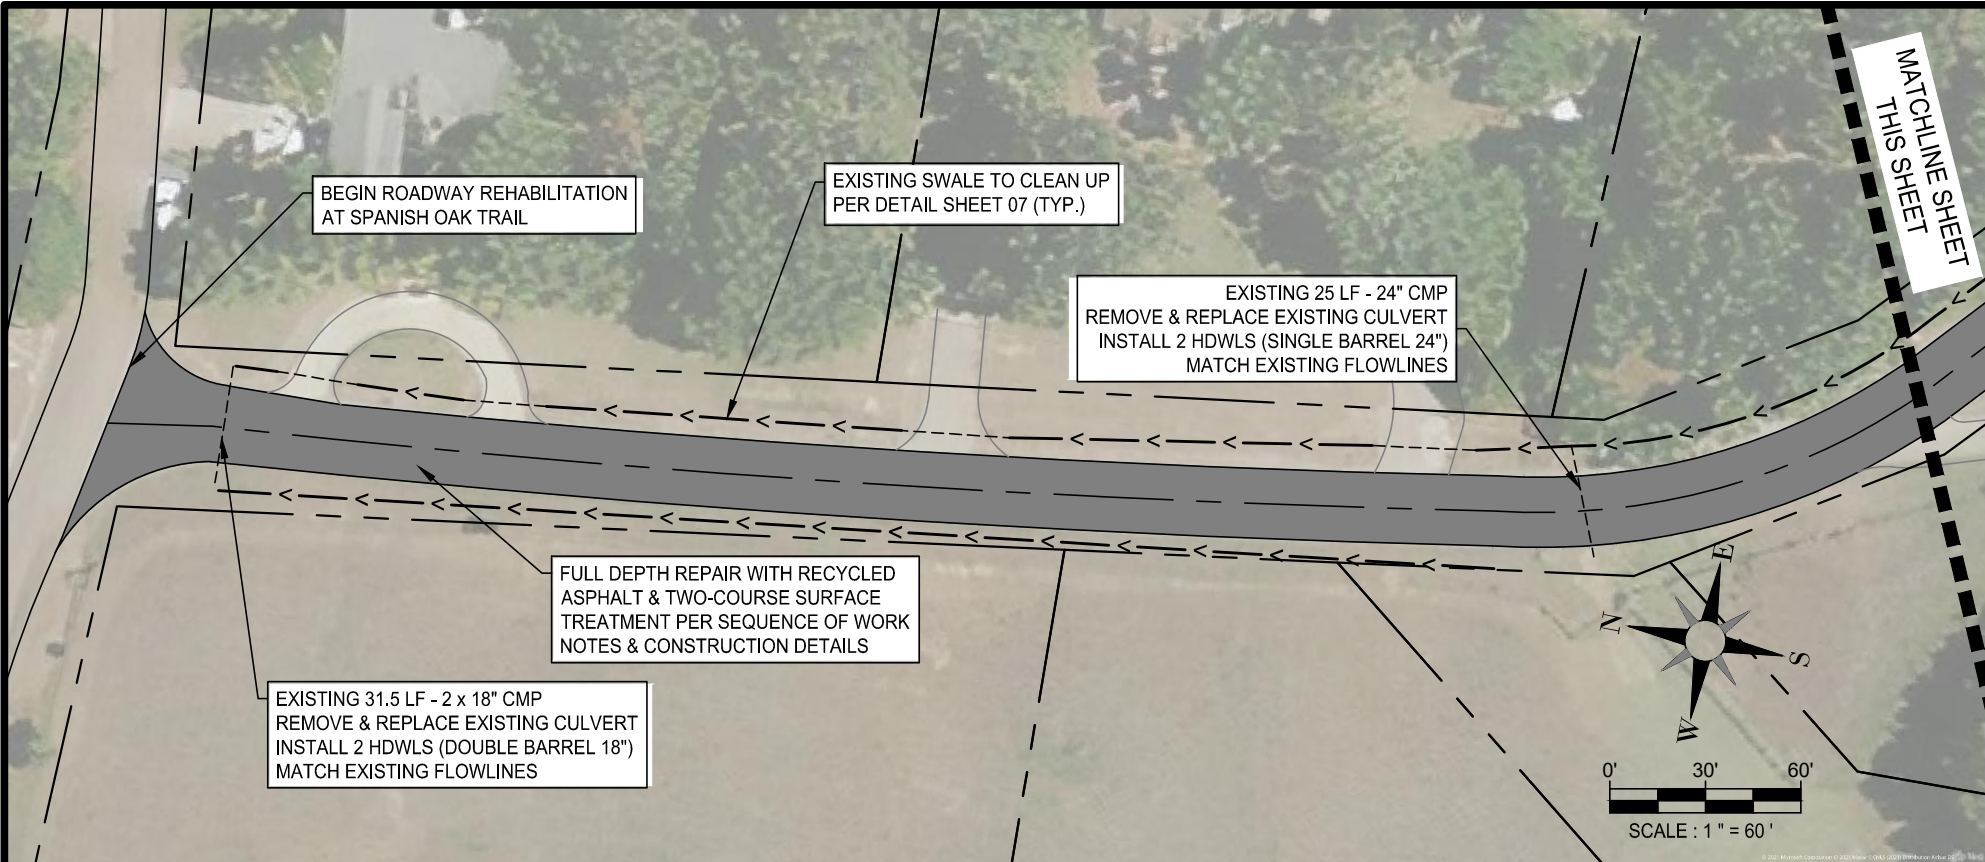 BEGIN ROADWAY REHABILITATION
AT SPANISH OAK TRAIL
EXISTING SWALE TO CLEAN UP
PER DETAIL SHEET 07 (TYP.)
EXISTING 25 LF - 24" CMP
REMOVE & REPLACE EXISTING CULVERT
INSTALL 2 HDWLS (SINGLE BARREL 24")
MATCH EXISTING FLOWLINES
MATCHLINE SHEET
THIS SHEET
FULL DEPTH REPAIR WITH RECYCLED
ASPHALT & TWO-COURSE SURFACE
TREATMENT PER SEQUENCE OF WORK
NOTES & CONSTRUCTION DETAILS
EXISTING 31.5 LF - 2 x 18" CMP
REMOVE & REPLACE EXISTING CULVERT
INSTALL 2 HDWLS (DOUBLE BARREL 18")
MATCH EXISTING FLOWLINES
E
N
S
W
0' 30' 60'
SCALE : 1 " = 60 '